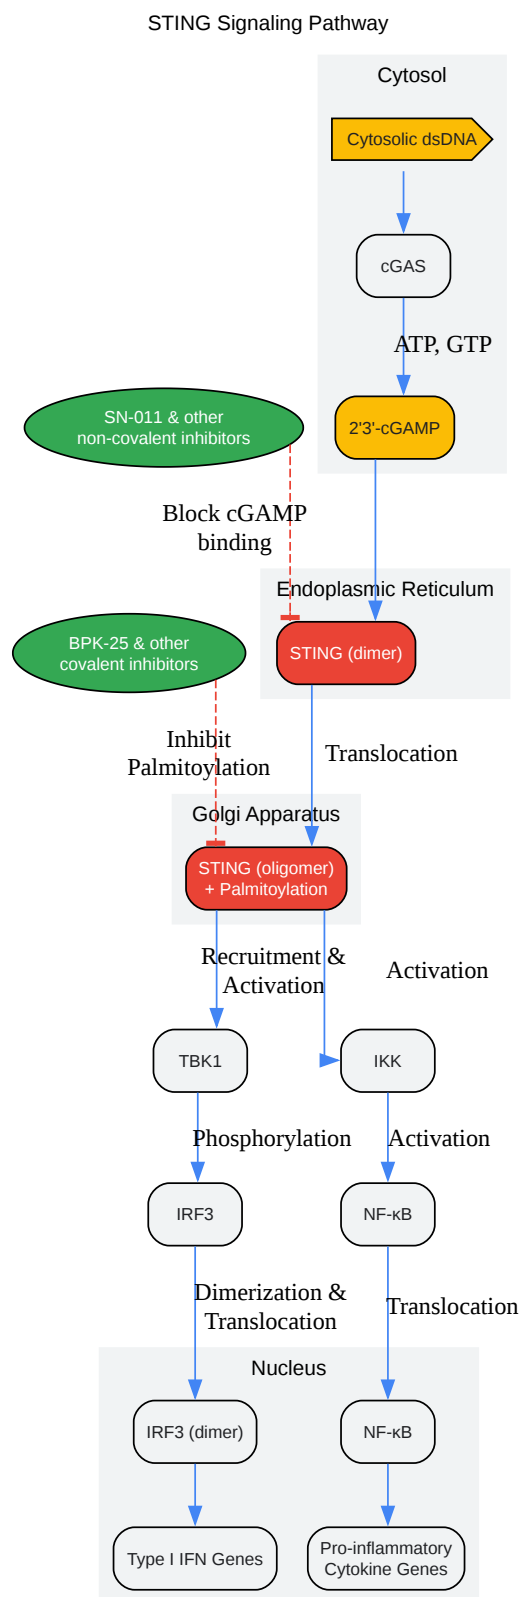 STING Signaling Pathway
Cytosol
Cytosolic dsDNA
cGAS
ATP, GTP
SN-011 & other
non-covalent inhibitors
2'3'-cGAMP
Block cGAMP
binding
Endoplasmic Reticulum
BPK-25 & other
covalent inhibitors
STING (dimer)
Inhibit
Palmitoylation
Translocation
Golgi Apparatus
STING (oligomer)
+ Palmitoylation
Recruitment &
Activation
Activation
TBK1
IKK
Phosphorylation
Activation
IRF3
NF-κB
Dimerization &
Translocation
Translocation
Nucleus
IRF3 (dimer)
NF-κB
Type I IFN Genes
Pro-inflammatory
Cytokine Genes